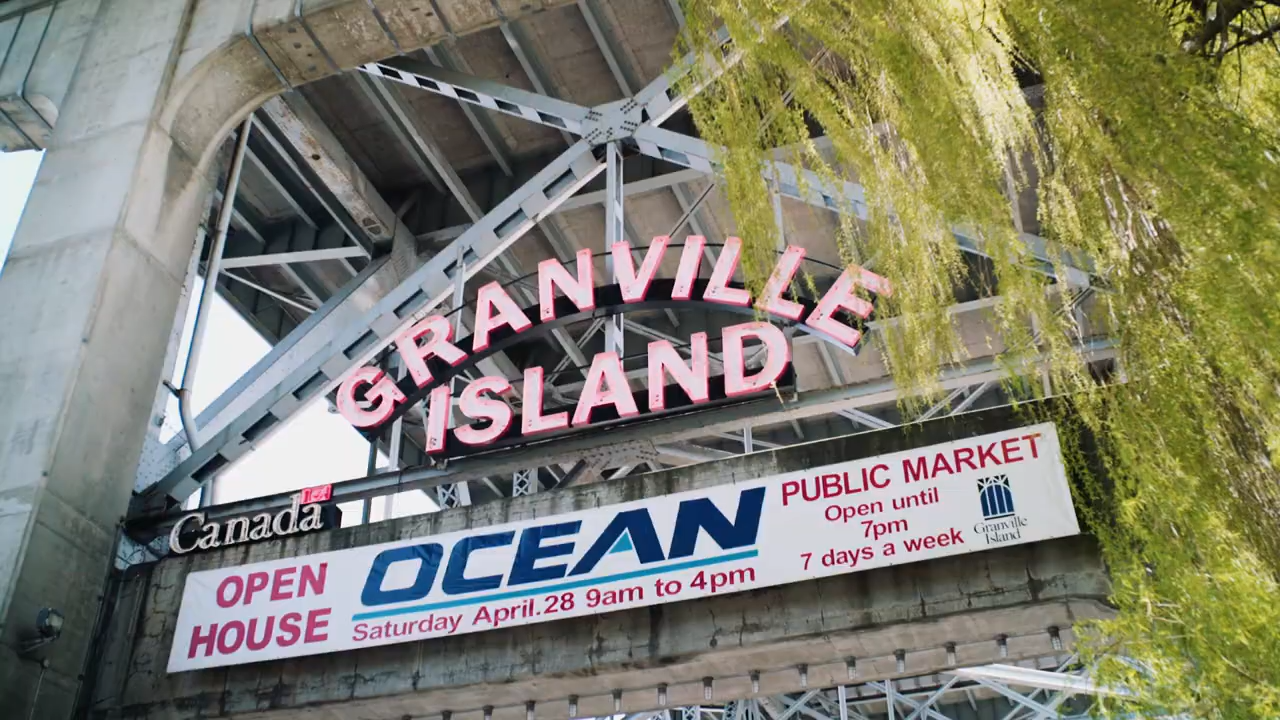 GRANVILLE
ISLAND
Canada
OPEN
HOUSE
OCEAN
Saturday April.28 9am to 4pm
PUBLIC MARKET
Open until
7pm
7 days a week
Granville
Island